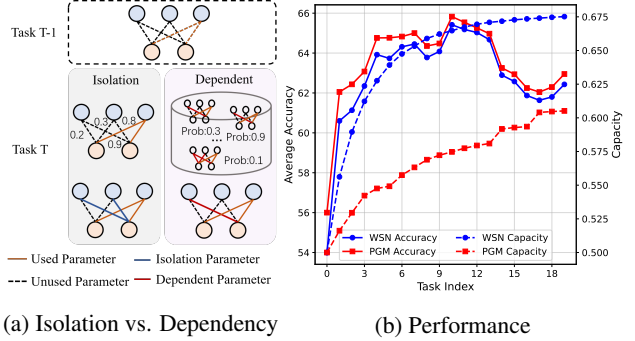 Task T-1
Isolation
Dependent
Task T
0.2
0.3
0.8
0.9
Prob:0.3
Prob:0.9
...
Prob:0.1
Used Parameter
Isolation Parameter
Unused Parameter
Dependent Parameter
(a) Isolation vs. Dependency
Average Accuracy
66
64
62
60
58
56
54
0.675
0.650
0.625
0.600
0.575
0.550
0.525
0.500
Capacity
WSN Accuracy
WSN Capacity
PGM Accuracy
PGM Capacity
0 3 6 9 12 15 18
Task Index
(b) Performance